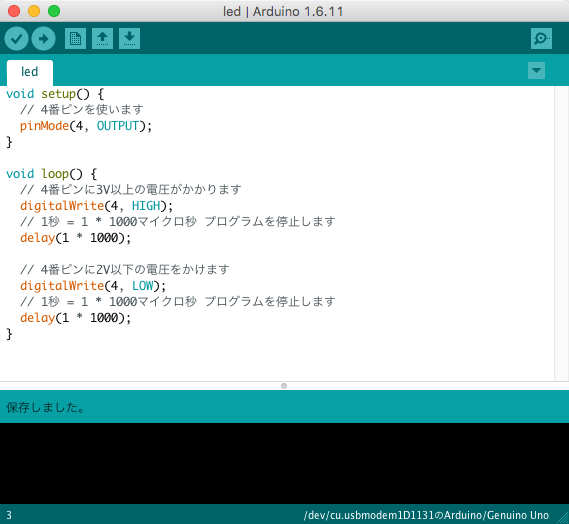 led | Arduino 1.6.11
led
void setup() {
  // 4番ピンを使います
  pinMode(4, OUTPUT);
}

void loop() {
  // 4番ピンに3V以上の電圧がかかります
  digitalWrite(4, HIGH);
  // 1秒 = 1 * 1000マイクロ秒 プログラムを停止します
  delay(1 * 1000);

  // 4番ピンに2V以下の電圧をかけます
  digitalWrite(4, LOW);
  // 1秒 = 1 * 1000マイクロ秒 プログラムを停止します
  delay(1 * 1000);
}
保存しました。
3
/dev/cu.usbmodem1D1131のArduino/Genuino Uno